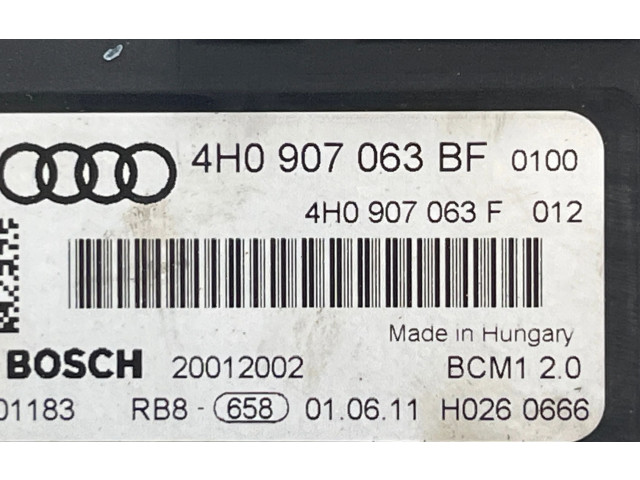 4H0 907 063 BF 0100
4H0 907 063 F 012
Made in Hungary
BOSCH 20012002 BCM1 2.0
01183 RB8 - 658 01.06.11 H026 0666